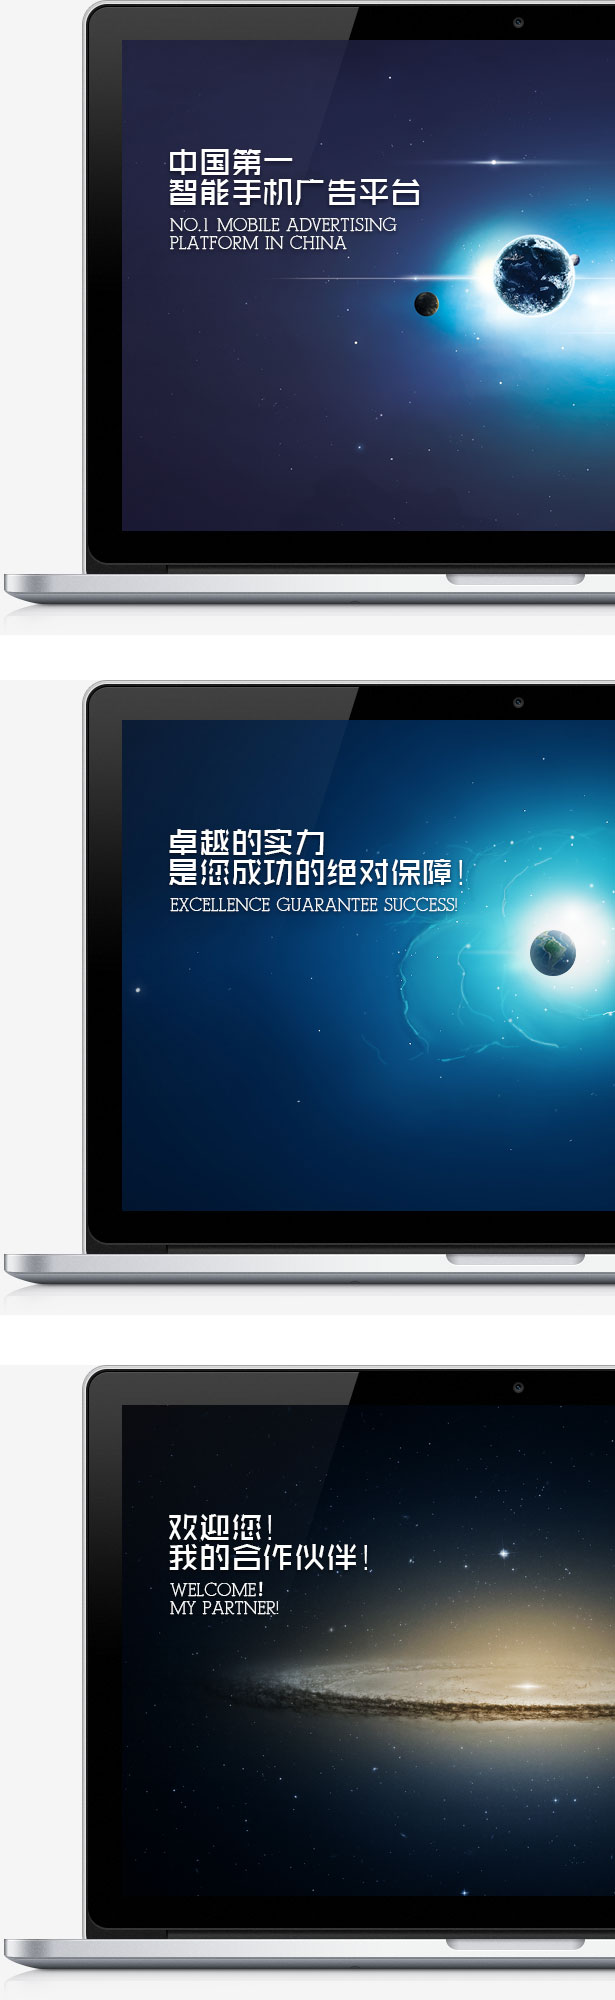 中国第一
智能手机广告平台
NO.1 MOBILE ADVERTISING
PLATFORM IN CHINA
卓越的实力
是您成功的绝对保障!
EXCELLENCE GUARANTEE SUCCESS!
欢迎您!
我的合作伙伴!
WELCOME!
MY PARTNER!